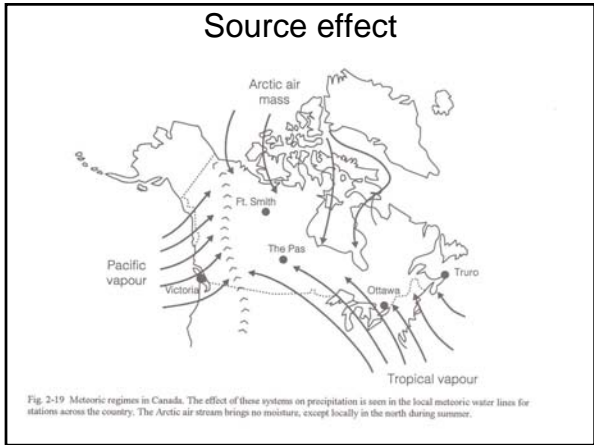 Source effect
Arctic air
mass
Ft. Smith
The Pas
Pacific
vapour
Victoria
Ottawa
Truro
Tropical vapour
Fig. 2-19 Meteoric regimes in Canada. The effect of these systems on precipitation is seen in the local meteoric water lines for
stations across the country. The Arctic air stream brings no moisture, except locally in the north during summer.